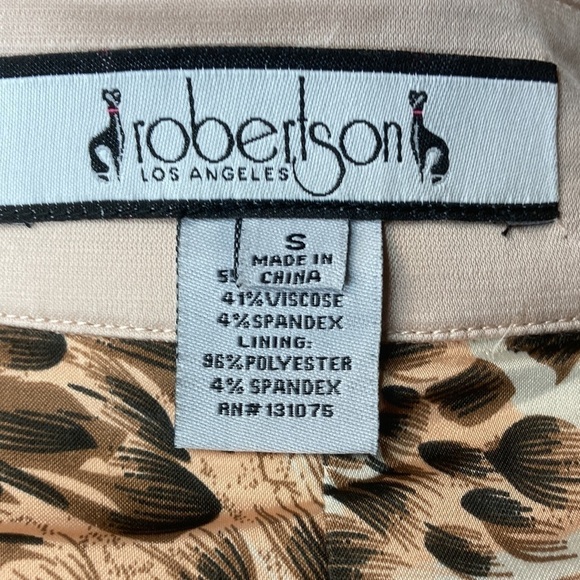 robertson
LOS ANGELES
S
MADE IN
CHINA
41%VISCOSE
4%SPANDEX
LINING:
96%POLYESTER
4% SPANDEX
RN#131075